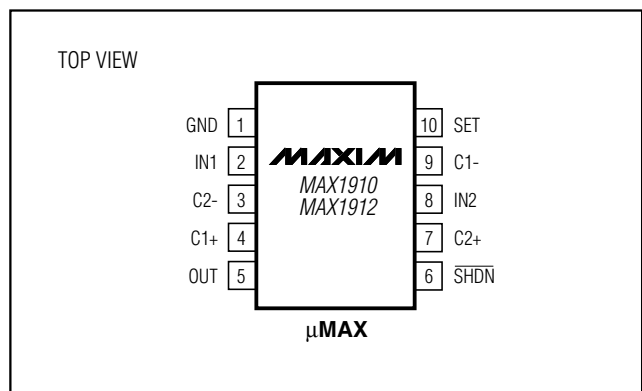 TOP VIEW
GND 1
IN1 2
C2- 3
C1+ 4
OUT 5
MAXIM
MAX1910
MAX1912
10 SET
9 C1-
8 IN2
7 C2+
6 SHDN
μMAX